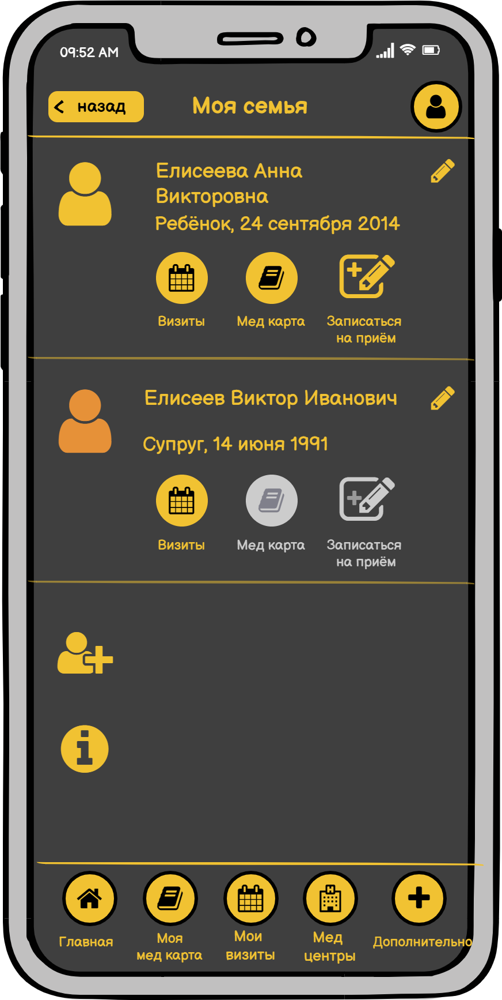 09:52 AM
назад
Моя семья
Елисеева Анна
Викторовна
Ребёнок, 24 сентября 2014
Визиты
Мед карта
Записаться
на приём
Елисеев Виктор Иванович
Супруг, 14 июня 1991
Визиты
Мед карта
Записаться
на приём
Главная
Моя
мед карта
Мои
визиты
Мед
центры
Дополнительно